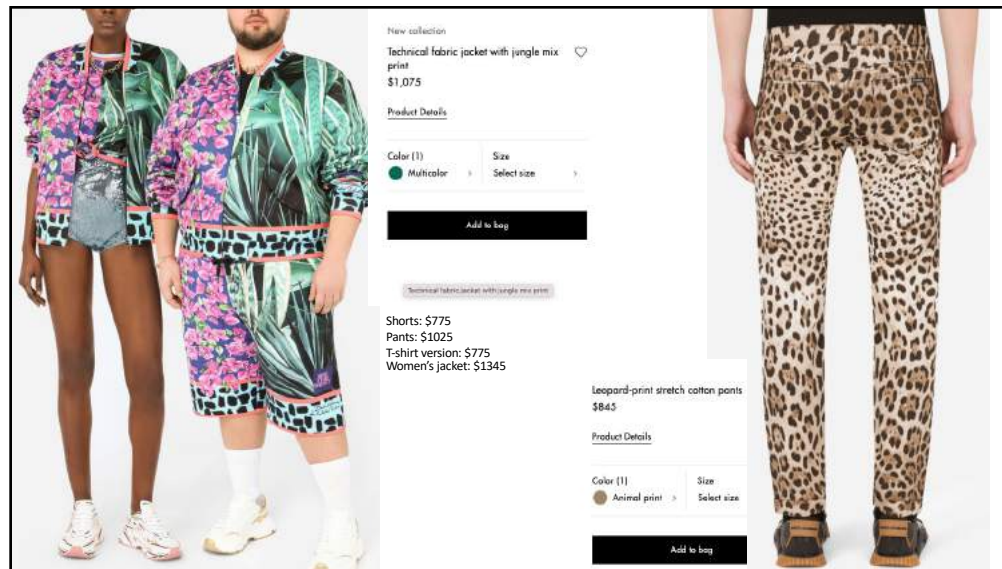 New collection
Technical fabric jacket with jungle mix
print
$1,075
Product Details
Color (1)
Multicolor
Size
Select size
Add to bag
Technical fabric jacket with jungle mix print
Shorts: $775
Pants: $1025
T-shirt version: $775
Women’s jacket: $1345
Leopard-print stretch cotton pants
$845
Product Details
Color (1)
Animal print
Size
Select size
Add to bag